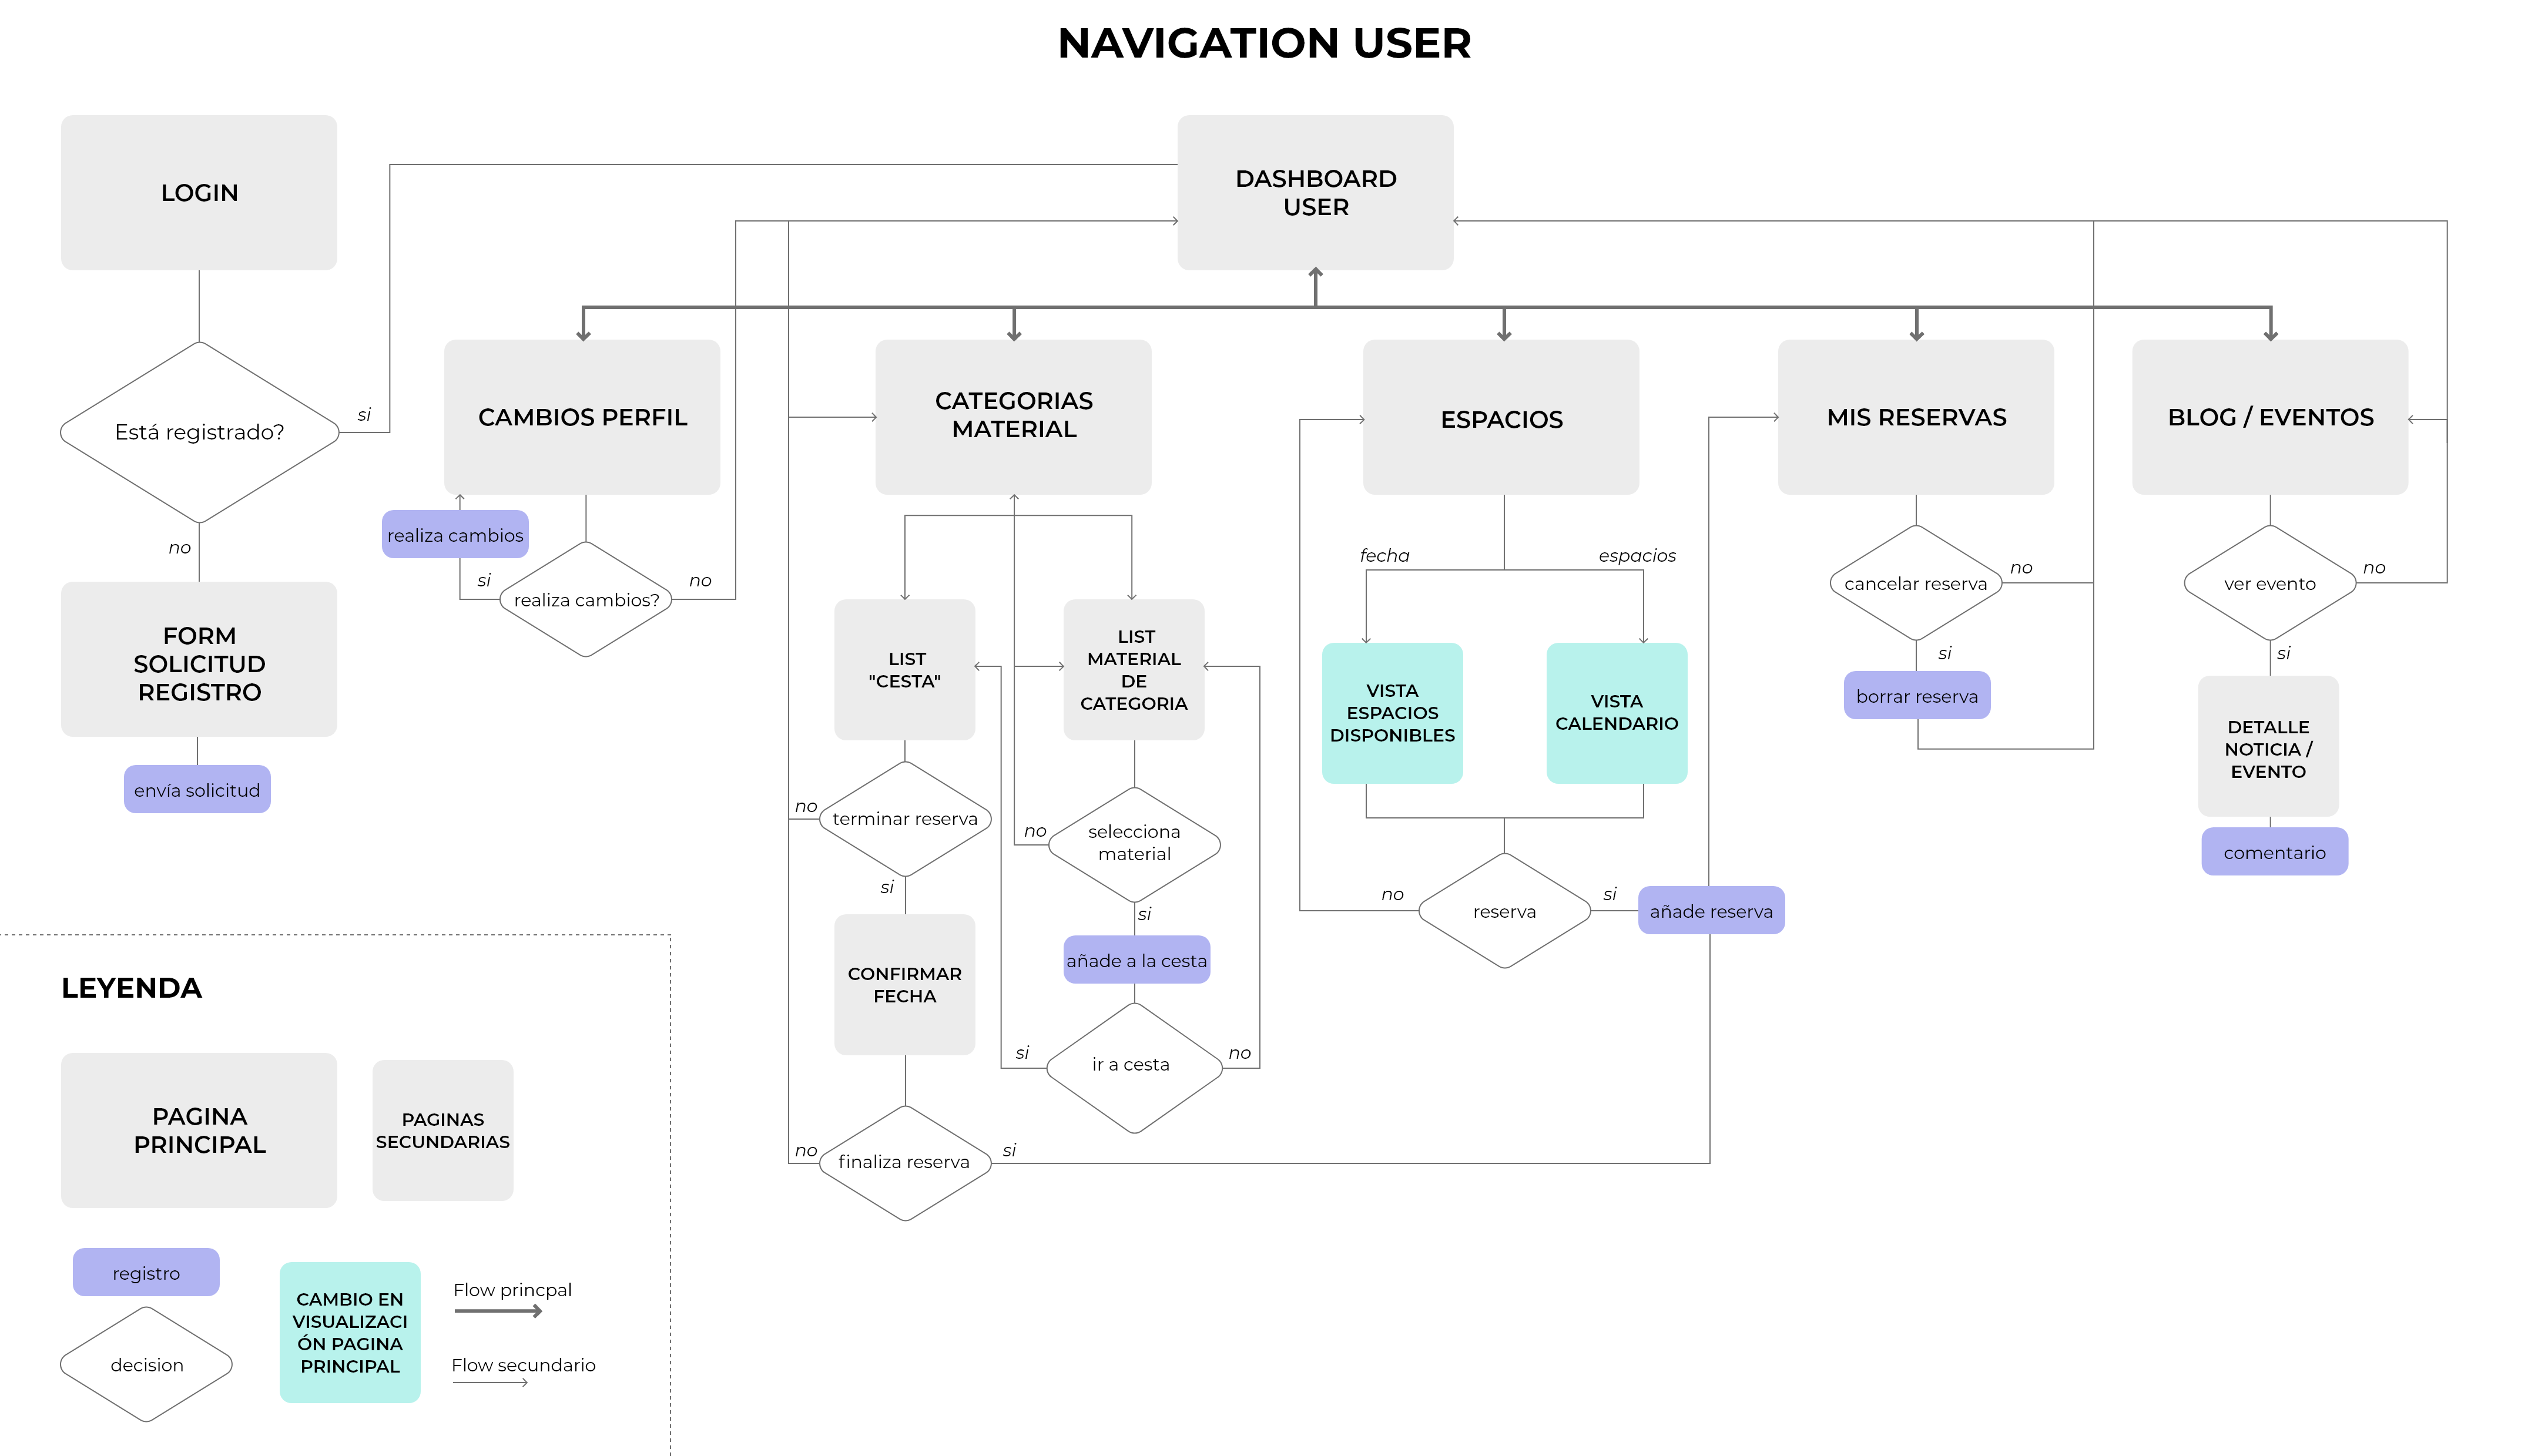 NAVIGATION USER
LOGIN
DASHBOARD
USER
Está registrado?
si
no
FORM
SOLICITUD
REGISTRO
envía solicitud
CAMBIOS PERFIL
realiza cambios
si
realiza cambios?
no
CATEGORIAS
MATERIAL
LIST
"CESTA"
no
terminar reserva
si
CONFIRMAR
FECHA
no
finaliza reserva
si
LIST
MATERIAL
DE
CATEGORIA
no
selecciona
material
si
añade a la cesta
si
ir a cesta
no
ESPACIOS
fecha
espacios
VISTA
ESPACIOS
DISPONIBLES
VISTA
CALENDARIO
no
reserva
si
añade reserva
MIS RESERVAS
cancelar reserva
no
si
borrar reserva
BLOG / EVENTOS
ver evento
no
si
DETALLE
NOTICIA /
EVENTO
comentario
LEYENDA
PAGINA
PRINCIPAL
PAGINAS
SECUNDARIAS
registro
decision
CAMBIO EN
VISUALIZACI
ÓN PAGINA
PRINCIPAL
Flow princpal
Flow secundario